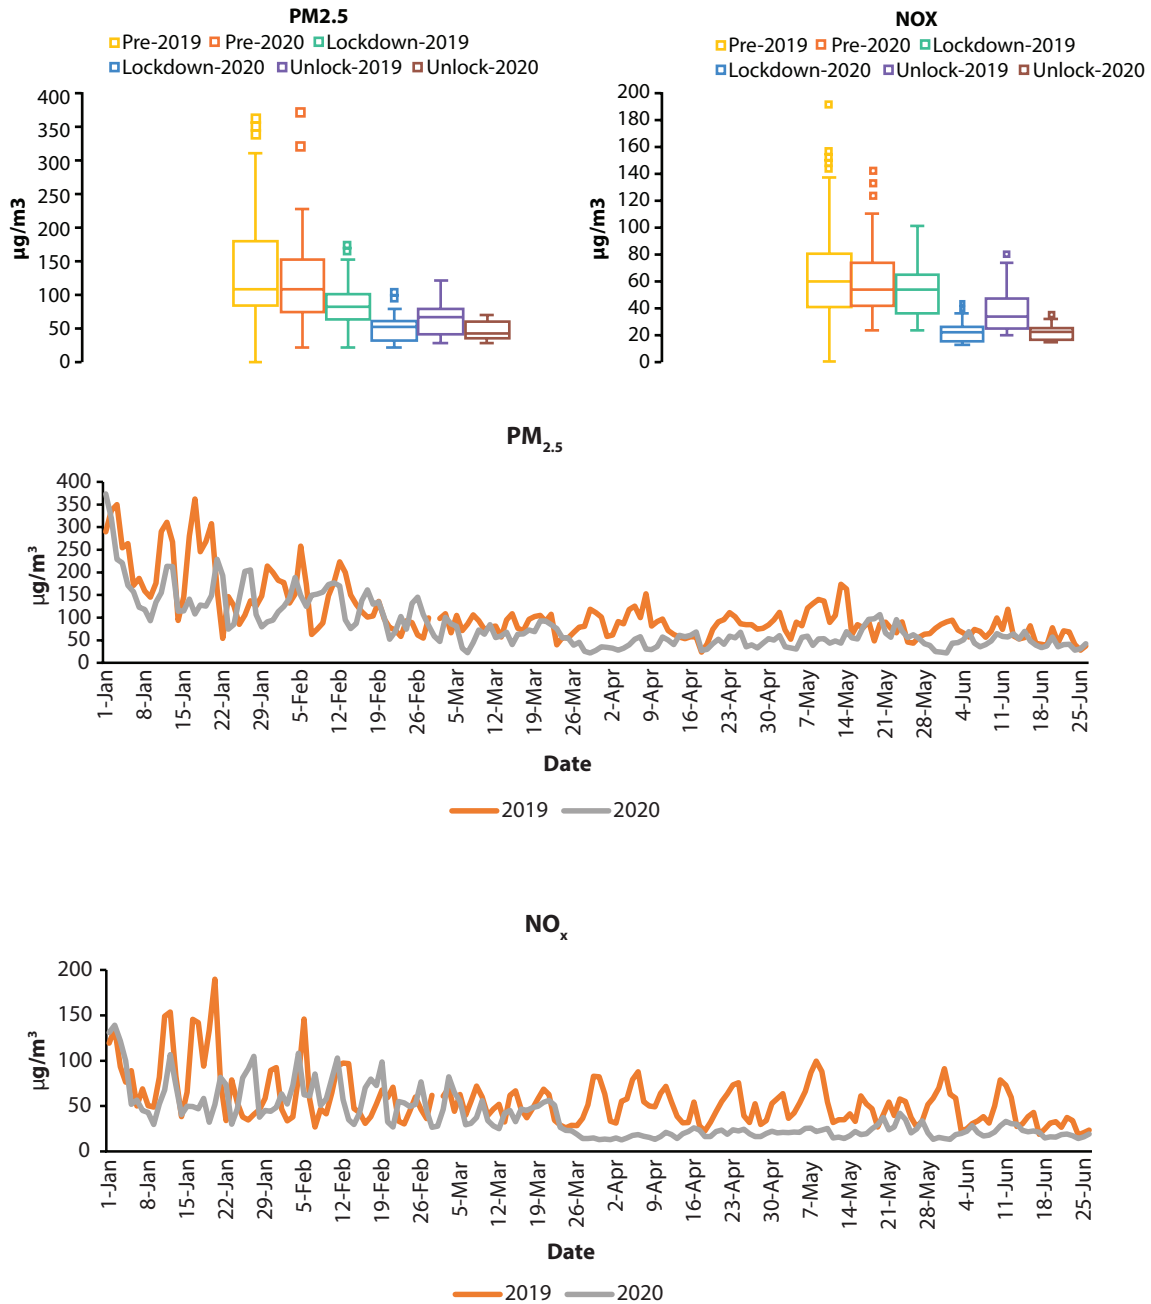 PM2.5
Pre-2019 Pre-2020 Lockdown-2019
Lockdown-2020 Unlock-2019 Unlock-2020
400
350
300
250
200
150
100
50
0
µg/m3
NOX
Pre-2019 Pre-2020 Lockdown-2019
Lockdown-2020 Unlock-2019 Unlock-2020
200
180
160
140
120
100
80
60
40
20
0
µg/m3
PM2.5
400
350
300
250
200
150
100
50
0
µg/m³
1-Jan
8-Jan
15-Jan
22-Jan
29-Jan
5-Feb
12-Feb
19-Feb
26-Feb
5-Mar
12-Mar
19-Mar
26-Mar
2-Apr
9-Apr
16-Apr
23-Apr
30-Apr
7-May
14-May
21-May
28-May
4-Jun
11-Jun
18-Jun
25-Jun
Date
2019 2020
NOx
200
150
100
50
0
µg/m³
1-Jan
8-Jan
15-Jan
22-Jan
29-Jan
5-Feb
12-Feb
19-Feb
26-Feb
5-Mar
12-Mar
19-Mar
26-Mar
2-Apr
9-Apr
16-Apr
23-Apr
30-Apr
7-May
14-May
21-May
28-May
4-Jun
11-Jun
18-Jun
25-Jun
Date
2019 2020